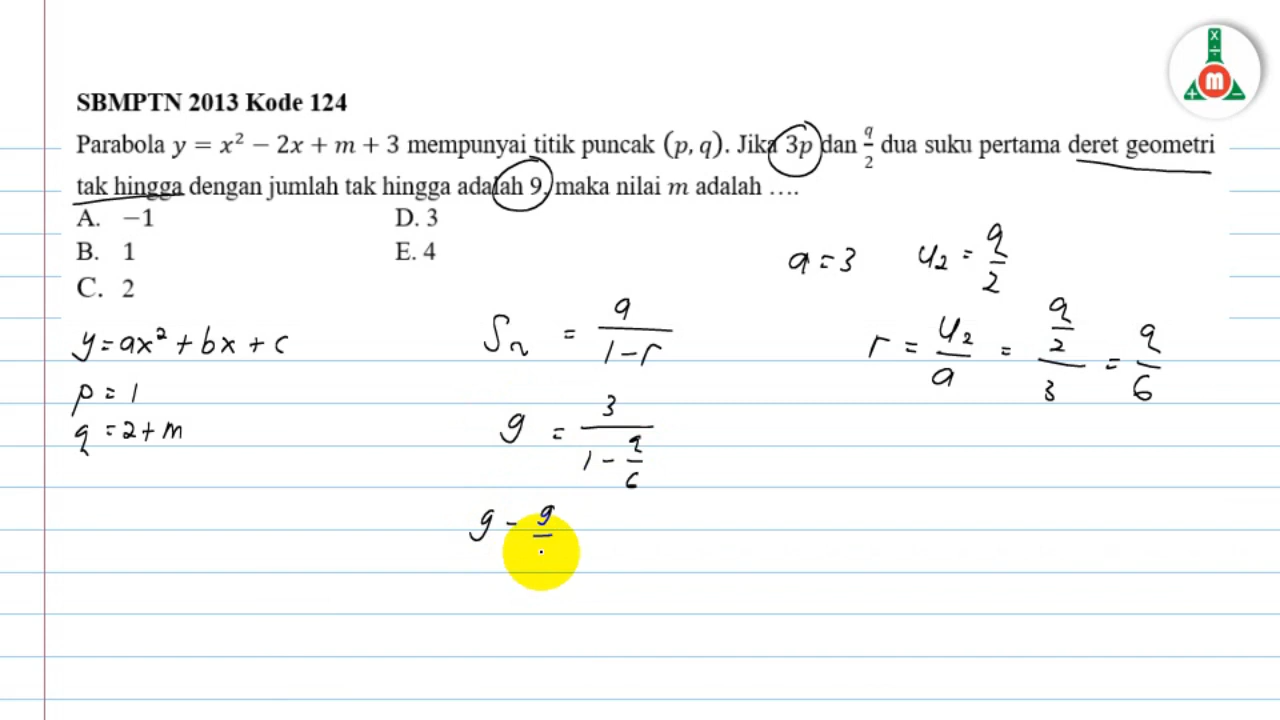 SBMPTN 2013 Kode 124
Parabola y = x² − 2x + m + 3 mempunyai titik puncak (p, q). Jika 3p dan q/2 dua suku pertama deret geometri
tak hingga dengan jumlah tak hingga adalah 9, maka nilai m adalah ….
A. −1 D. 3
B. 1 E. 4
C. 2
a = 3 u₂ = q/2
y = ax² + bx + c
p = 1
q = 2 + m
Sₙ = a/(1 − r)
9 = 3/(1 − q/6)
9 − 9/
r = u₂/a = (q/2)/3 = q/6
x
÷
m
+
−